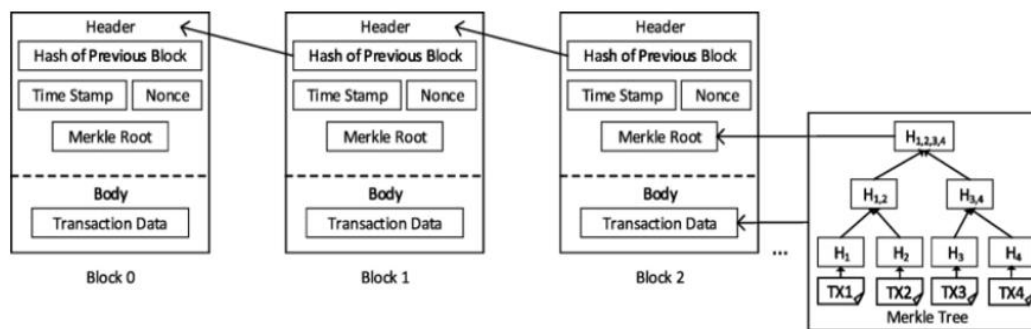 Header
Hash of Previous Block
Time Stamp
Nonce
Merkle Root
Body
Transaction Data
Block 0
Header
Hash of Previous Block
Time Stamp
Nonce
Merkle Root
Body
Transaction Data
Block 1
Header
Hash of Previous Block
Time Stamp
Nonce
Merkle Root
Body
Transaction Data
Block 2
...
H1,2,3,4
H1,2
H3,4
H1
H2
H3
H4
TX1
TX2
TX3
TX4
Merkle Tree